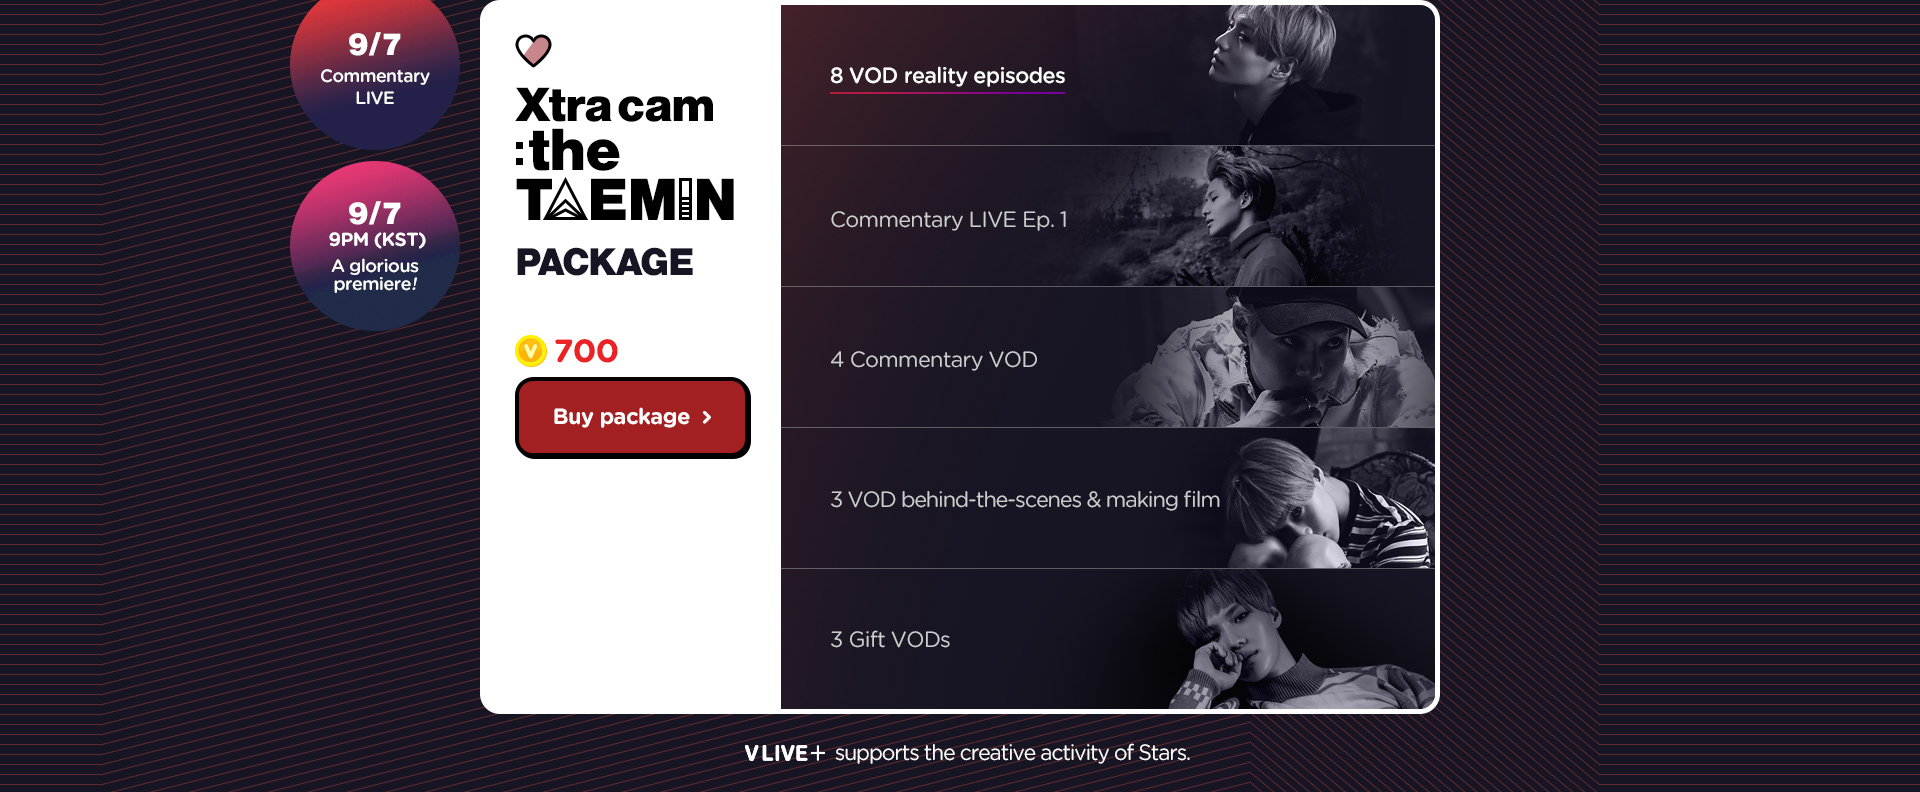 9/7
Commentary
LIVE
9/7
9PM (KST)
A glorious
premiere!
Xtra cam
:the
TAEMIN
PACKAGE
V 700
Buy package >
8 VOD reality episodes
Commentary LIVE Ep. 1
4 Commentary VOD
3 VOD behind-the-scenes & making film
3 Gift VODs
V LIVE+ supports the creative activity of Stars.